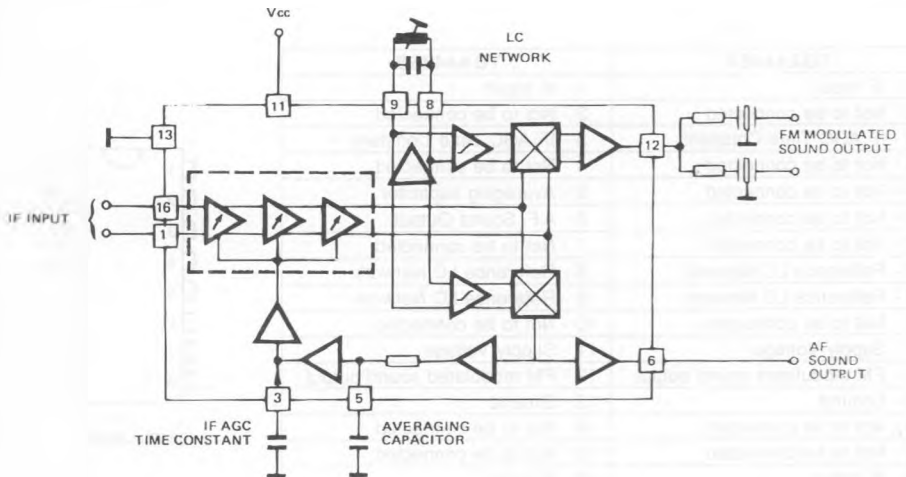 Vcc
LC
NETWORK
11
9
8
13
12
FM MODULATED
SOUND OUTPUT
16
IF INPUT
1
6
AF
SOUND
OUTPUT
3
5
IF AGC
TIME CONSTANT
AVERAGING
CAPACITOR